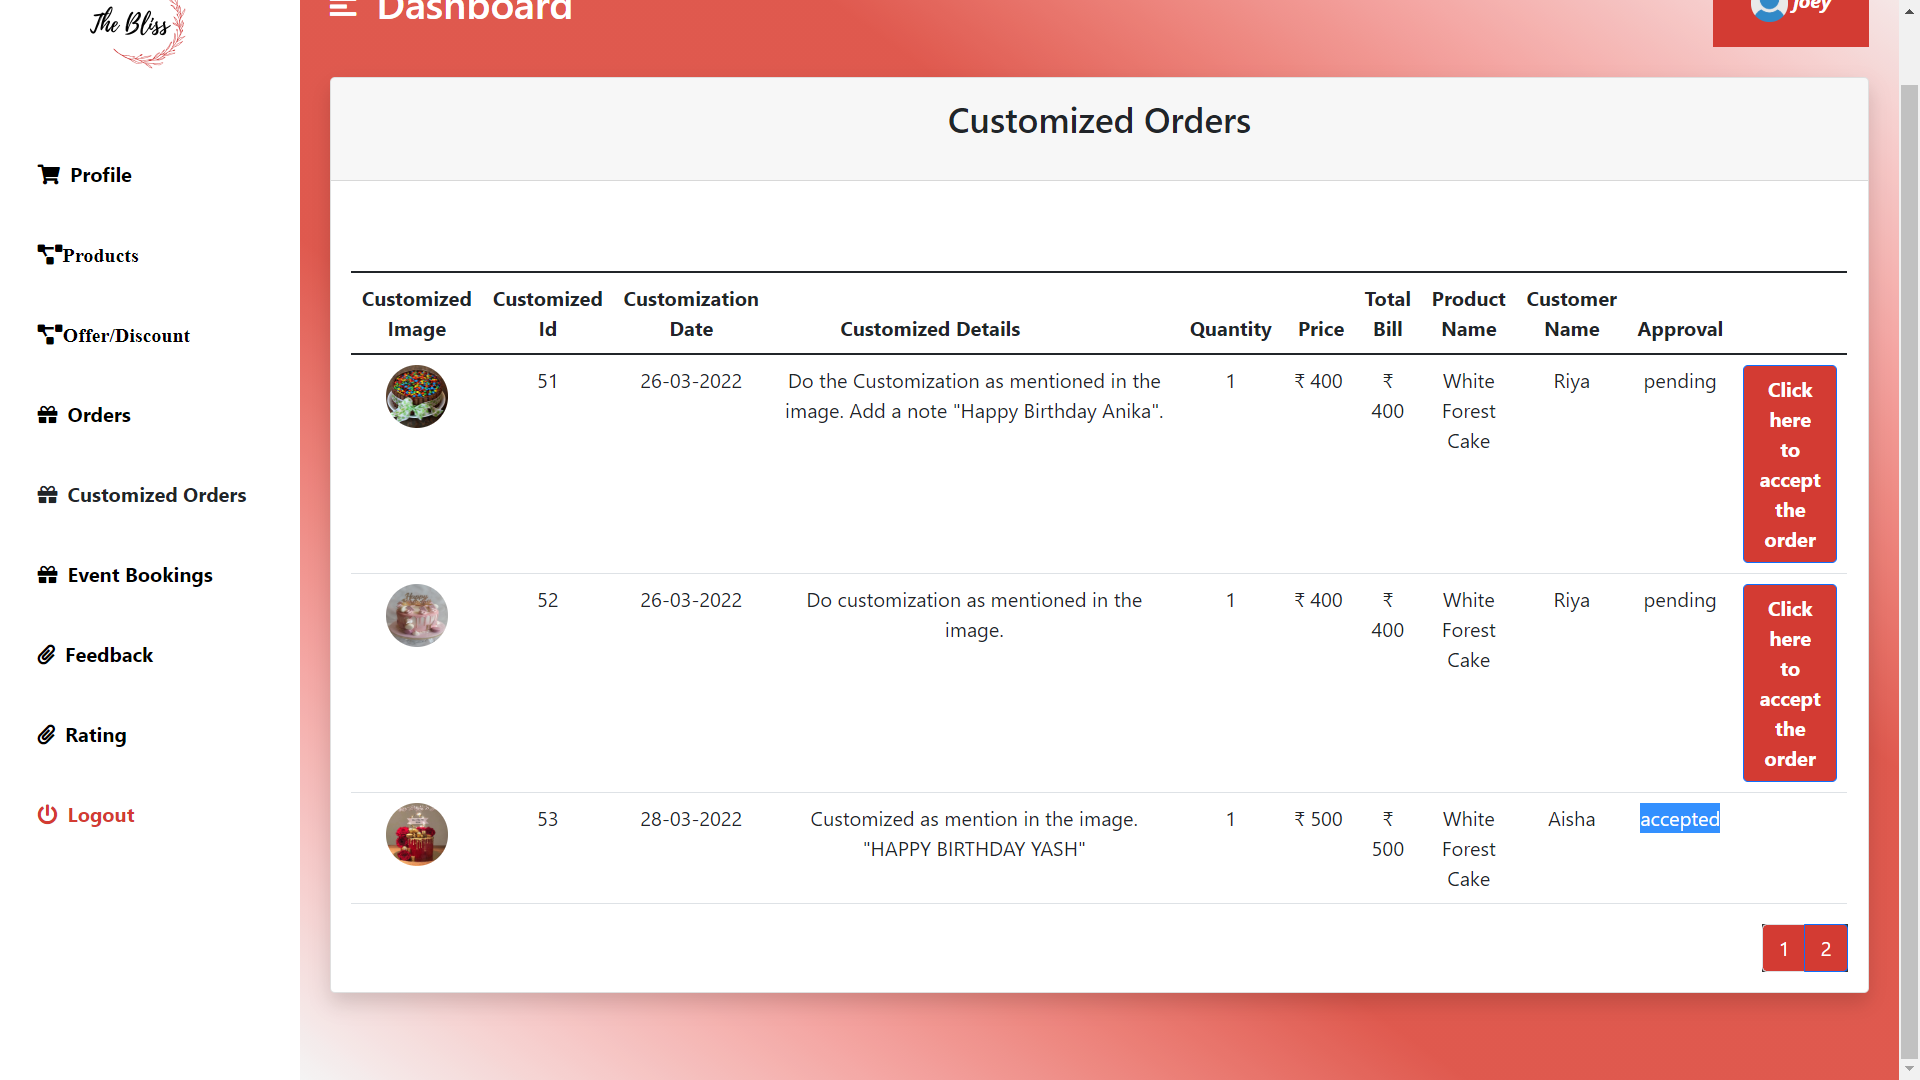 The Bliss
Dashboard
Joey
Profile
Products
Offer/Discount
Orders
Customized Orders
Event Bookings
Feedback
Rating
Logout
Customized Orders
Customized Image
Customized Id
Customization Date
Customized Details
Quantity
Price
Total Bill
Product Name
Customer Name
Approval
51
26-03-2022
Do the Customization as mentioned in the
image. Add a note "Happy Birthday Anika".
1
₹ 400
₹
400
White
Forest
Cake
Riya
pending
Click
here
to
accept
the
order
52
26-03-2022
Do customization as mentioned in the
image.
1
₹ 400
₹
400
White
Forest
Cake
Riya
pending
Click
here
to
accept
the
order
53
28-03-2022
Customized as mention in the image.
"HAPPY BIRTHDAY YASH"
1
₹ 500
₹
500
White
Forest
Cake
Aisha
accepted
1 2